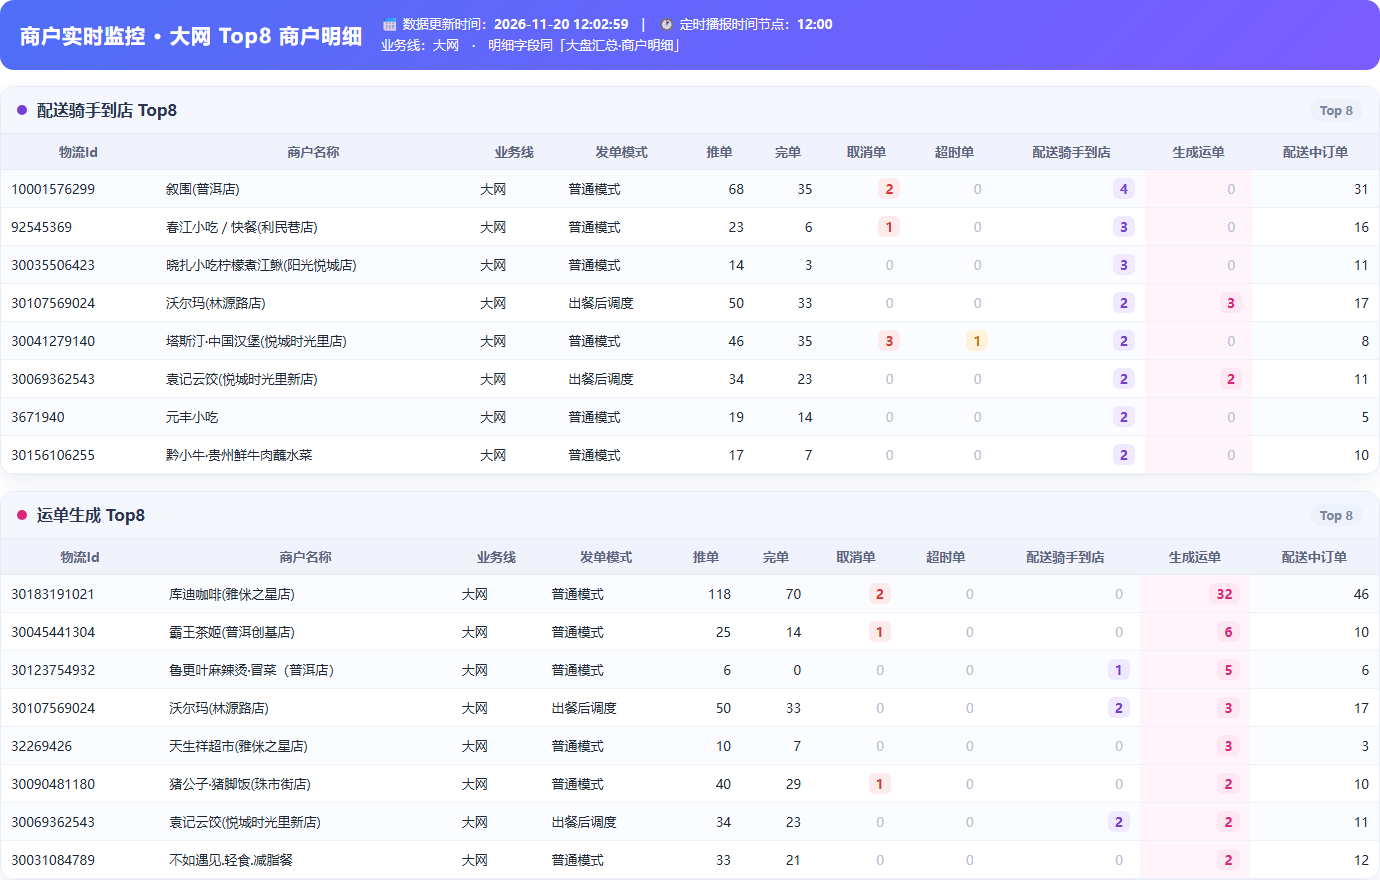 商户实时监控 • 大网 Top8 商户明细
数据更新时间：2026-11-20 12:02:59 | 定时播报时间节点：12:00
业务线：大网 · 明细字段同「大盘汇总·商户明细」
配送骑手到店 Top8 Top 8
物流Id 商户名称 业务线 发单模式 推单 完单 取消单 超时单 配送骑手到店 生成运单 配送中订单
10001576299 叙围(普洱店) 大网 普通模式 68 35 2 0 4 0 31
92545369 春江小吃 / 快餐(利民巷店) 大网 普通模式 23 6 1 0 3 0 16
30035506423 晓扎小吃柠檬煮江鳅(阳光悦城店) 大网 普通模式 14 3 0 0 3 0 11
30107569024 沃尔玛(林源路店) 大网 出餐后调度 50 33 0 0 2 3 17
30041279140 塔斯汀·中国汉堡(悦城时光里店) 大网 普通模式 46 35 3 1 2 0 8
30069362543 袁记云饺(悦城时光里新店) 大网 出餐后调度 34 23 0 0 2 2 11
3671940 元丰小吃 大网 普通模式 19 14 0 0 2 0 5
30156106255 黔小牛·贵州鲜牛肉蘸水菜 大网 普通模式 17 7 0 0 2 0 10
运单生成 Top8 Top 8
物流Id 商户名称 业务线 发单模式 推单 完单 取消单 超时单 配送骑手到店 生成运单 配送中订单
30183191021 库迪咖啡(雅侎之星店) 大网 普通模式 118 70 2 0 0 32 46
30045441304 霸王茶姬(普洱创基店) 大网 普通模式 25 14 1 0 0 6 10
30123754932 鲁更叶麻辣烫·冒菜（普洱店） 大网 普通模式 6 0 0 0 1 5 6
30107569024 沃尔玛(林源路店) 大网 出餐后调度 50 33 0 0 2 3 17
32269426 天生祥超市(雅侎之星店) 大网 普通模式 10 7 0 0 0 3 3
30090481180 猪公子·猪脚饭(珠市街店) 大网 普通模式 40 29 1 0 0 2 10
30069362543 袁记云饺(悦城时光里新店) 大网 出餐后调度 34 23 0 0 2 2 11
30031084789 不如遇见.轻食.减脂餐 大网 普通模式 33 21 0 0 0 2 12